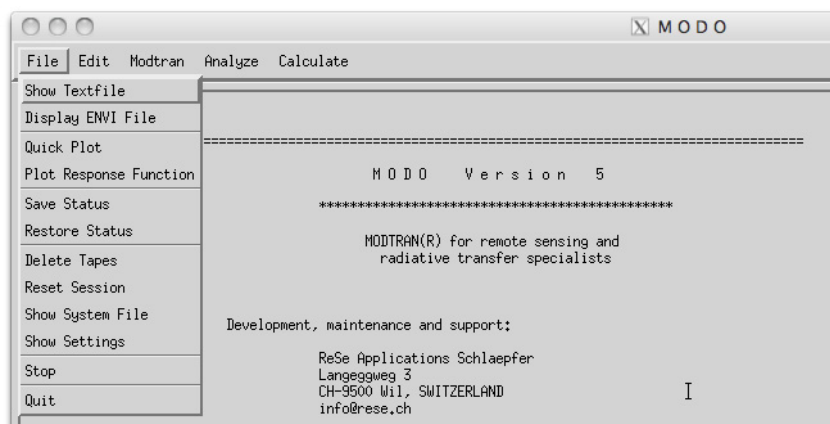 X MODO
File Edit Modtran Analyze Calculate
Show Textfile
Display ENVI File
Quick Plot
Plot Response Function
Save Status
Restore Status
Delete Tapes
Reset Session
Show System File
Show Settings
Stop
Quit
================================================================================
M O D O   V e r s i o n   5
**********************************************
MODTRAN(R) for remote sensing and
radiative transfer specialists
Development, maintenance and support:
ReSe Applications Schlaepfer
Langeggweg 3
CH-9500 Wil, SWITZERLAND
info@rese.ch